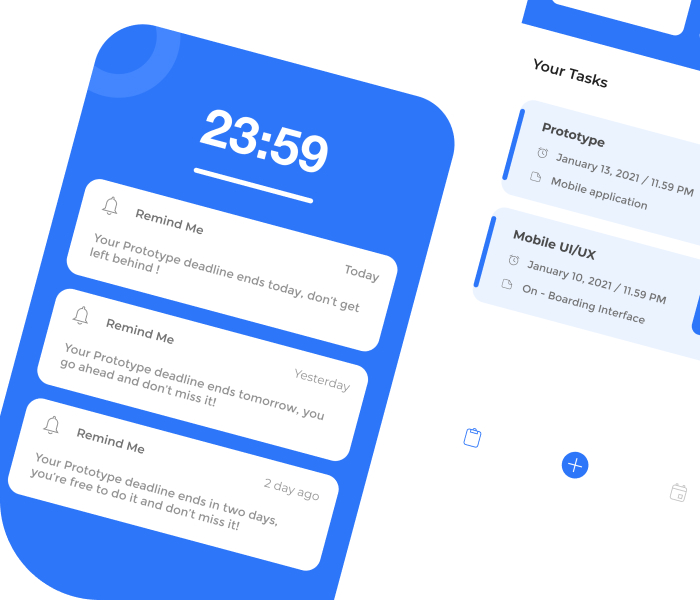 23:59
Remind Me
Today
Your Prototype deadline ends today, don't get
left behind !
Remind Me
Yesterday
Your Prototype deadline ends tomorrow, you
go ahead and don't miss it!
Remind Me
2 day ago
Your Prototype deadline ends in two days,
you're free to do it and don't miss it!
Your Tasks
Prototype
January 13, 2021 / 11.59 PM
Mobile application
Mobile UI/UX
January 10, 2021 / 11.59 PM
On - Boarding Interface